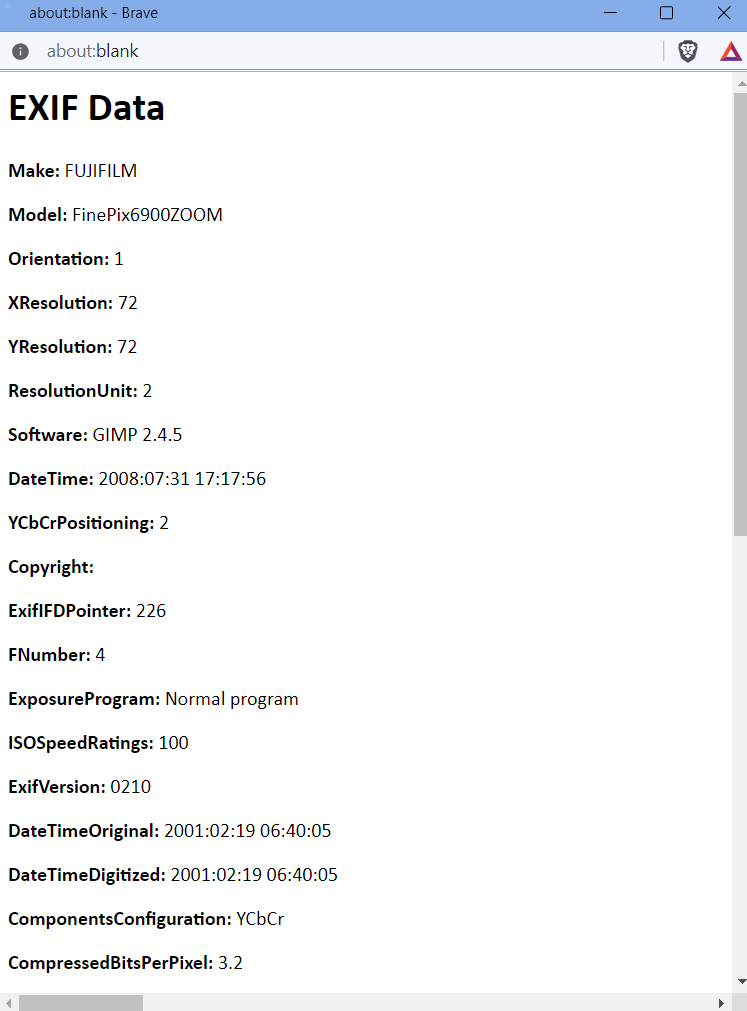 about:blank - Brave
about:blank
EXIF Data
Make: FUJIFILM
Model: FinePix6900ZOOM
Orientation: 1
XResolution: 72
YResolution: 72
ResolutionUnit: 2
Software: GIMP 2.4.5
DateTime: 2008:07:31 17:17:56
YCbCrPositioning: 2
Copyright:
ExifIFDPointer: 226
FNumber: 4
ExposureProgram: Normal program
ISOSpeedRatings: 100
ExifVersion: 0210
DateTimeOriginal: 2001:02:19 06:40:05
DateTimeDigitized: 2001:02:19 06:40:05
ComponentsConfiguration: YCbCr
CompressedBitsPerPixel: 3.2